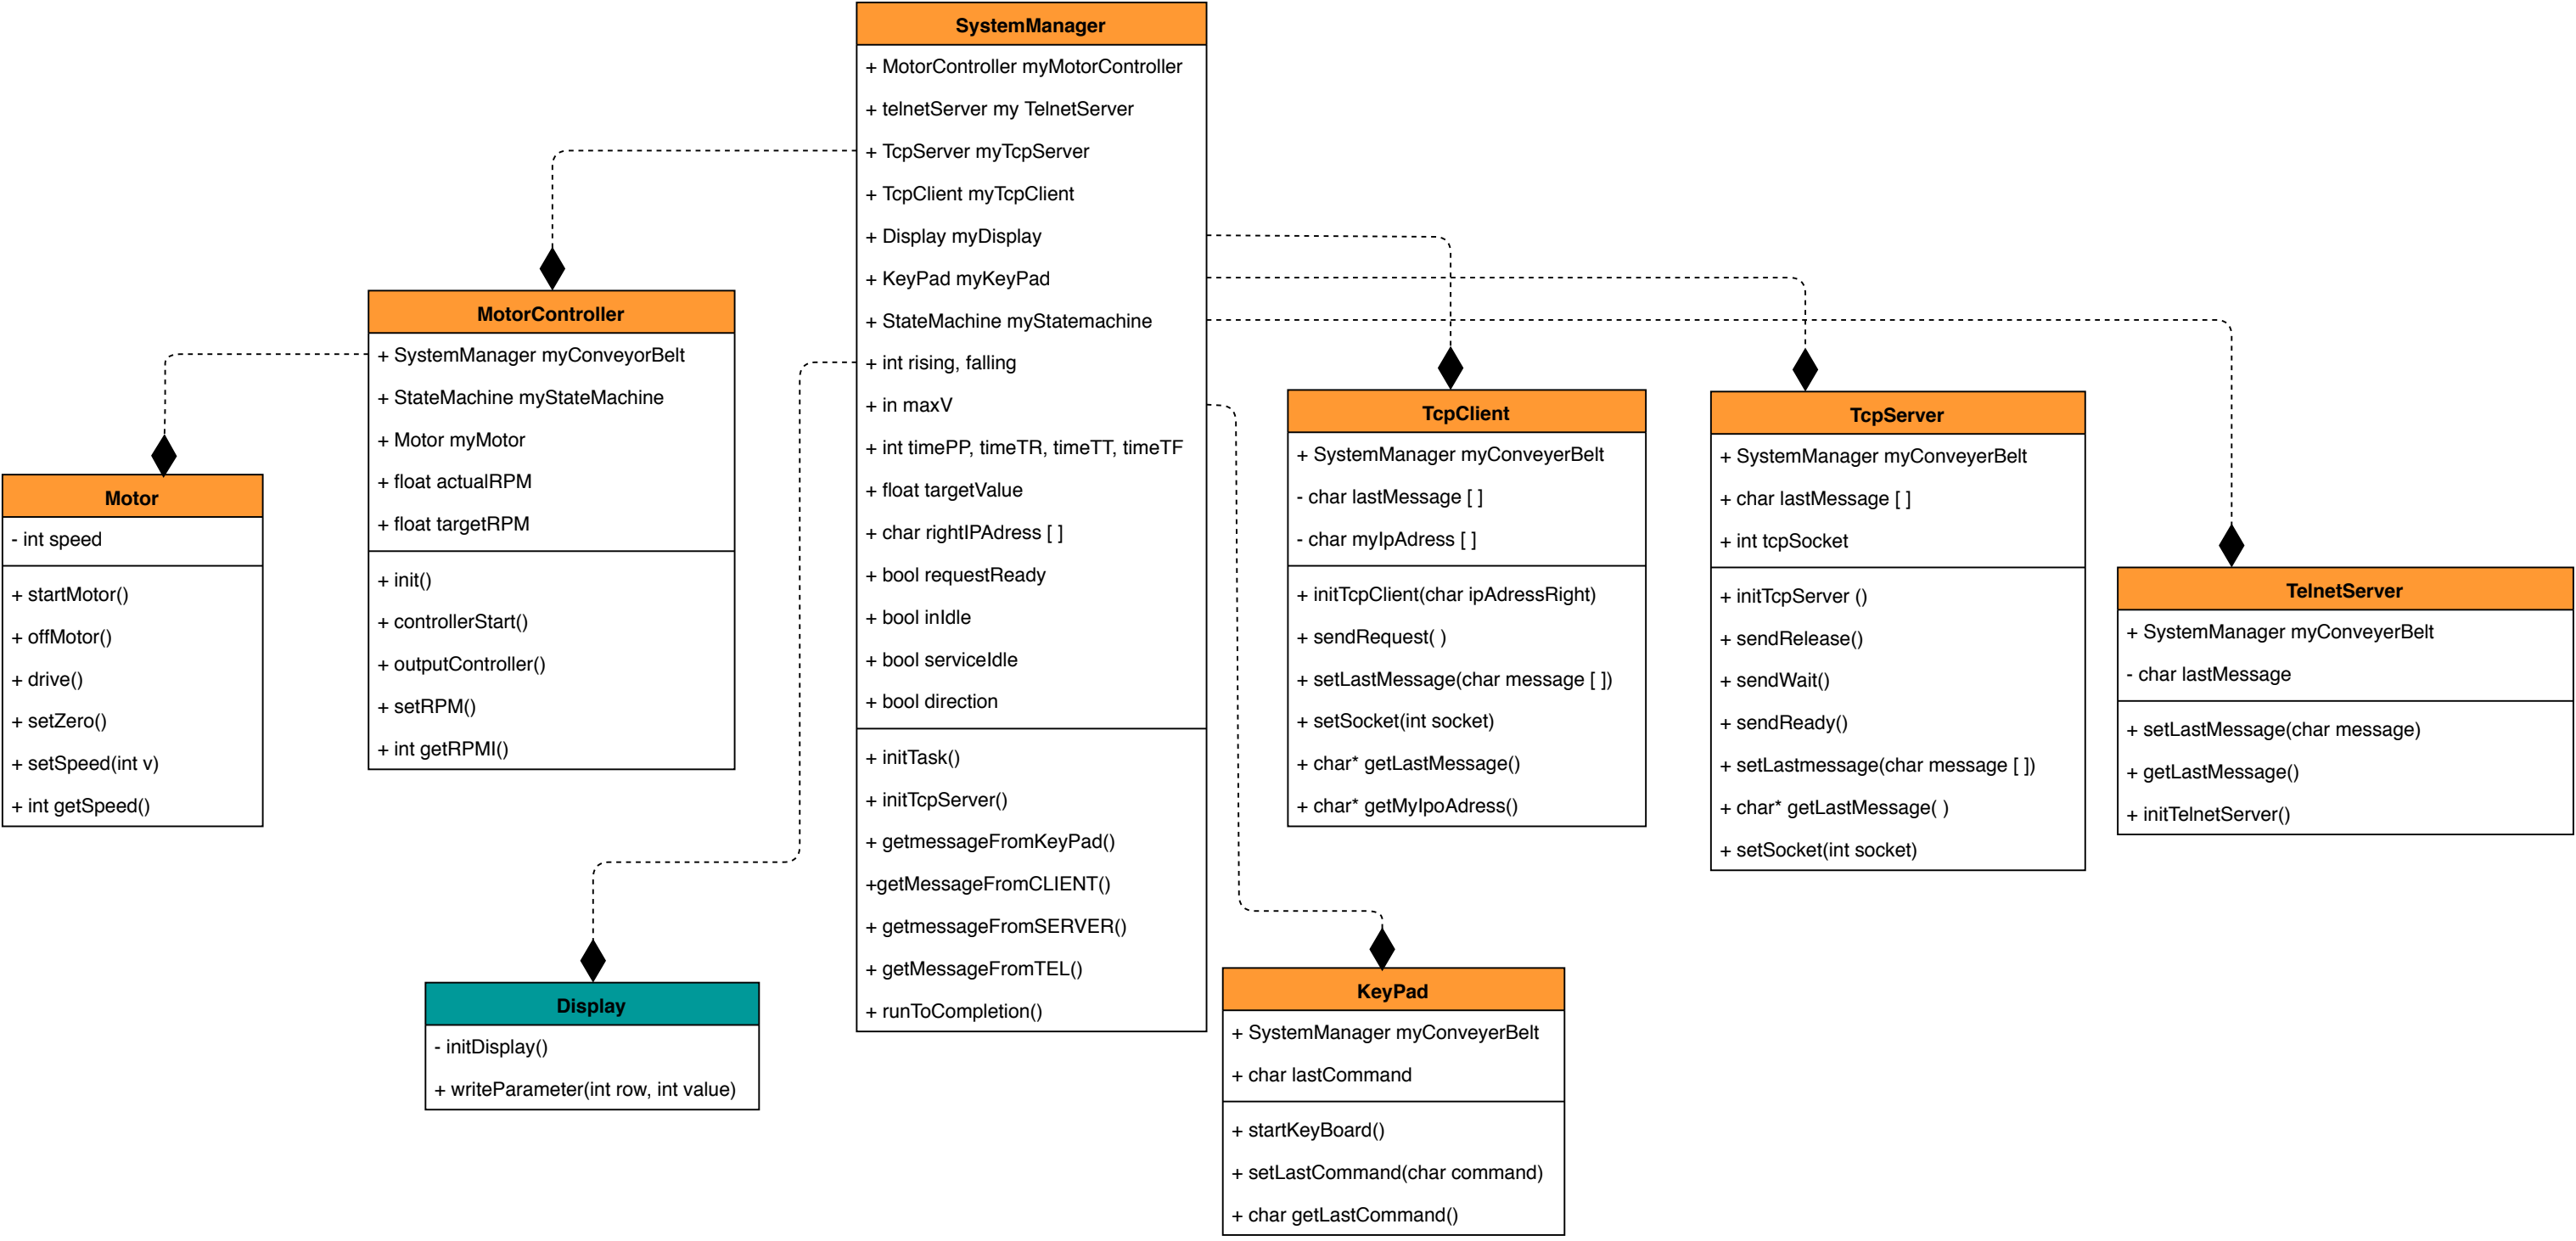 SystemManager
+ MotorController myMotorController
+ telnetServer my TelnetServer
+ TcpServer myTcpServer
+ TcpClient myTcpClient
+ Display myDisplay
+ KeyPad myKeyPad
+ StateMachine myStatemachine
+ int rising, falling
+ in maxV
+ int timePP, timeTR, timeTT, timeTF
+ float targetValue
+ char rightIPAdress [ ]
+ bool requestReady
+ bool inIdle
+ bool serviceIdle
+ bool direction
+ initTask()
+ initTcpServer()
+ getmessageFromKeyPad()
+getMessageFromCLIENT()
+ getmessageFromSERVER()
+ getMessageFromTEL()
+ runToCompletion()
MotorController
+ SystemManager myConveyorBelt
+ StateMachine myStateMachine
+ Motor myMotor
+ float actualRPM
+ float targetRPM
+ init()
+ controllerStart()
+ outputController()
+ setRPM()
+ int getRPMI()
Motor
- int speed
+ startMotor()
+ offMotor()
+ drive()
+ setZero()
+ setSpeed(int v)
+ int getSpeed()
TcpClient
+ SystemManager myConveyerBelt
- char lastMessage [ ]
- char myIpAdress [ ]
+ initTcpClient(char ipAdressRight)
+ sendRequest( )
+ setLastMessage(char message [ ])
+ setSocket(int socket)
+ char* getLastMessage()
+ char* getMyIpoAdress()
TcpServer
+ SystemManager myConveyerBelt
+ char lastMessage [ ]
+ int tcpSocket
+ initTcpServer ()
+ sendRelease()
+ sendWait()
+ sendReady()
+ setLastmessage(char message [ ])
+ char* getLastMessage( )
+ setSocket(int socket)
TelnetServer
+ SystemManager myConveyerBelt
- char lastMessage
+ setLastMessage(char message)
+ getLastMessage()
+ initTelnetServer()
Display
- initDisplay()
+ writeParameter(int row, int value)
KeyPad
+ SystemManager myConveyerBelt
+ char lastCommand
+ startKeyBoard()
+ setLastCommand(char command)
+ char getLastCommand()